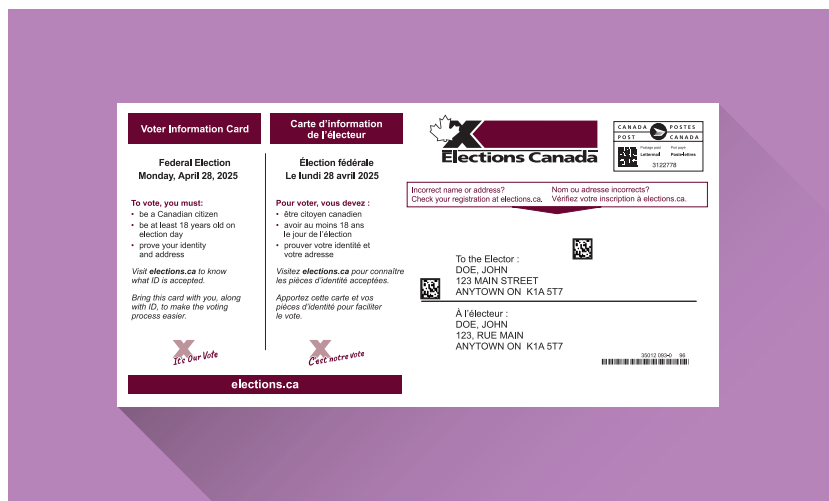 Voter Information Card
Federal Election
Monday, April 28, 2025
To vote, you must:
• be a Canadian citizen
• be at least 18 years old on
election day
• prove your identity
and address
Visit elections.ca to know
what ID is accepted.
Bring this card with you, along
with ID, to make the voting
process easier.
It's Our Vote
Carte d'information
de l'électeur
Élection fédérale
Le lundi 28 avril 2025
Pour voter, vous devez :
• être citoyen canadien
• avoir au moins 18 ans
le jour de l'élection
• prouver votre identité et
votre adresse
Visitez elections.ca pour connaître
les pièces d'identité acceptées.
Apportez cette carte et vos
pièces d'identité pour faciliter
le vote.
C'est notre vote
elections.ca
Elections Canada
CANADA POSTES
POST CANADA
Postage paid Port payé
Lettermail Poste-lettres
3122778
Incorrect name or address?
Check your registration at elections.ca.
Nom ou adresse incorrects?
Vérifiez votre inscription à elections.ca.
To the Elector :
DOE, JOHN
123 MAIN STREET
ANYTOWN ON K1A 5T7
À l'électeur :
DOE, JOHN
123, RUE MAIN
ANYTOWN ON K1A 5T7
35012 093-0 96